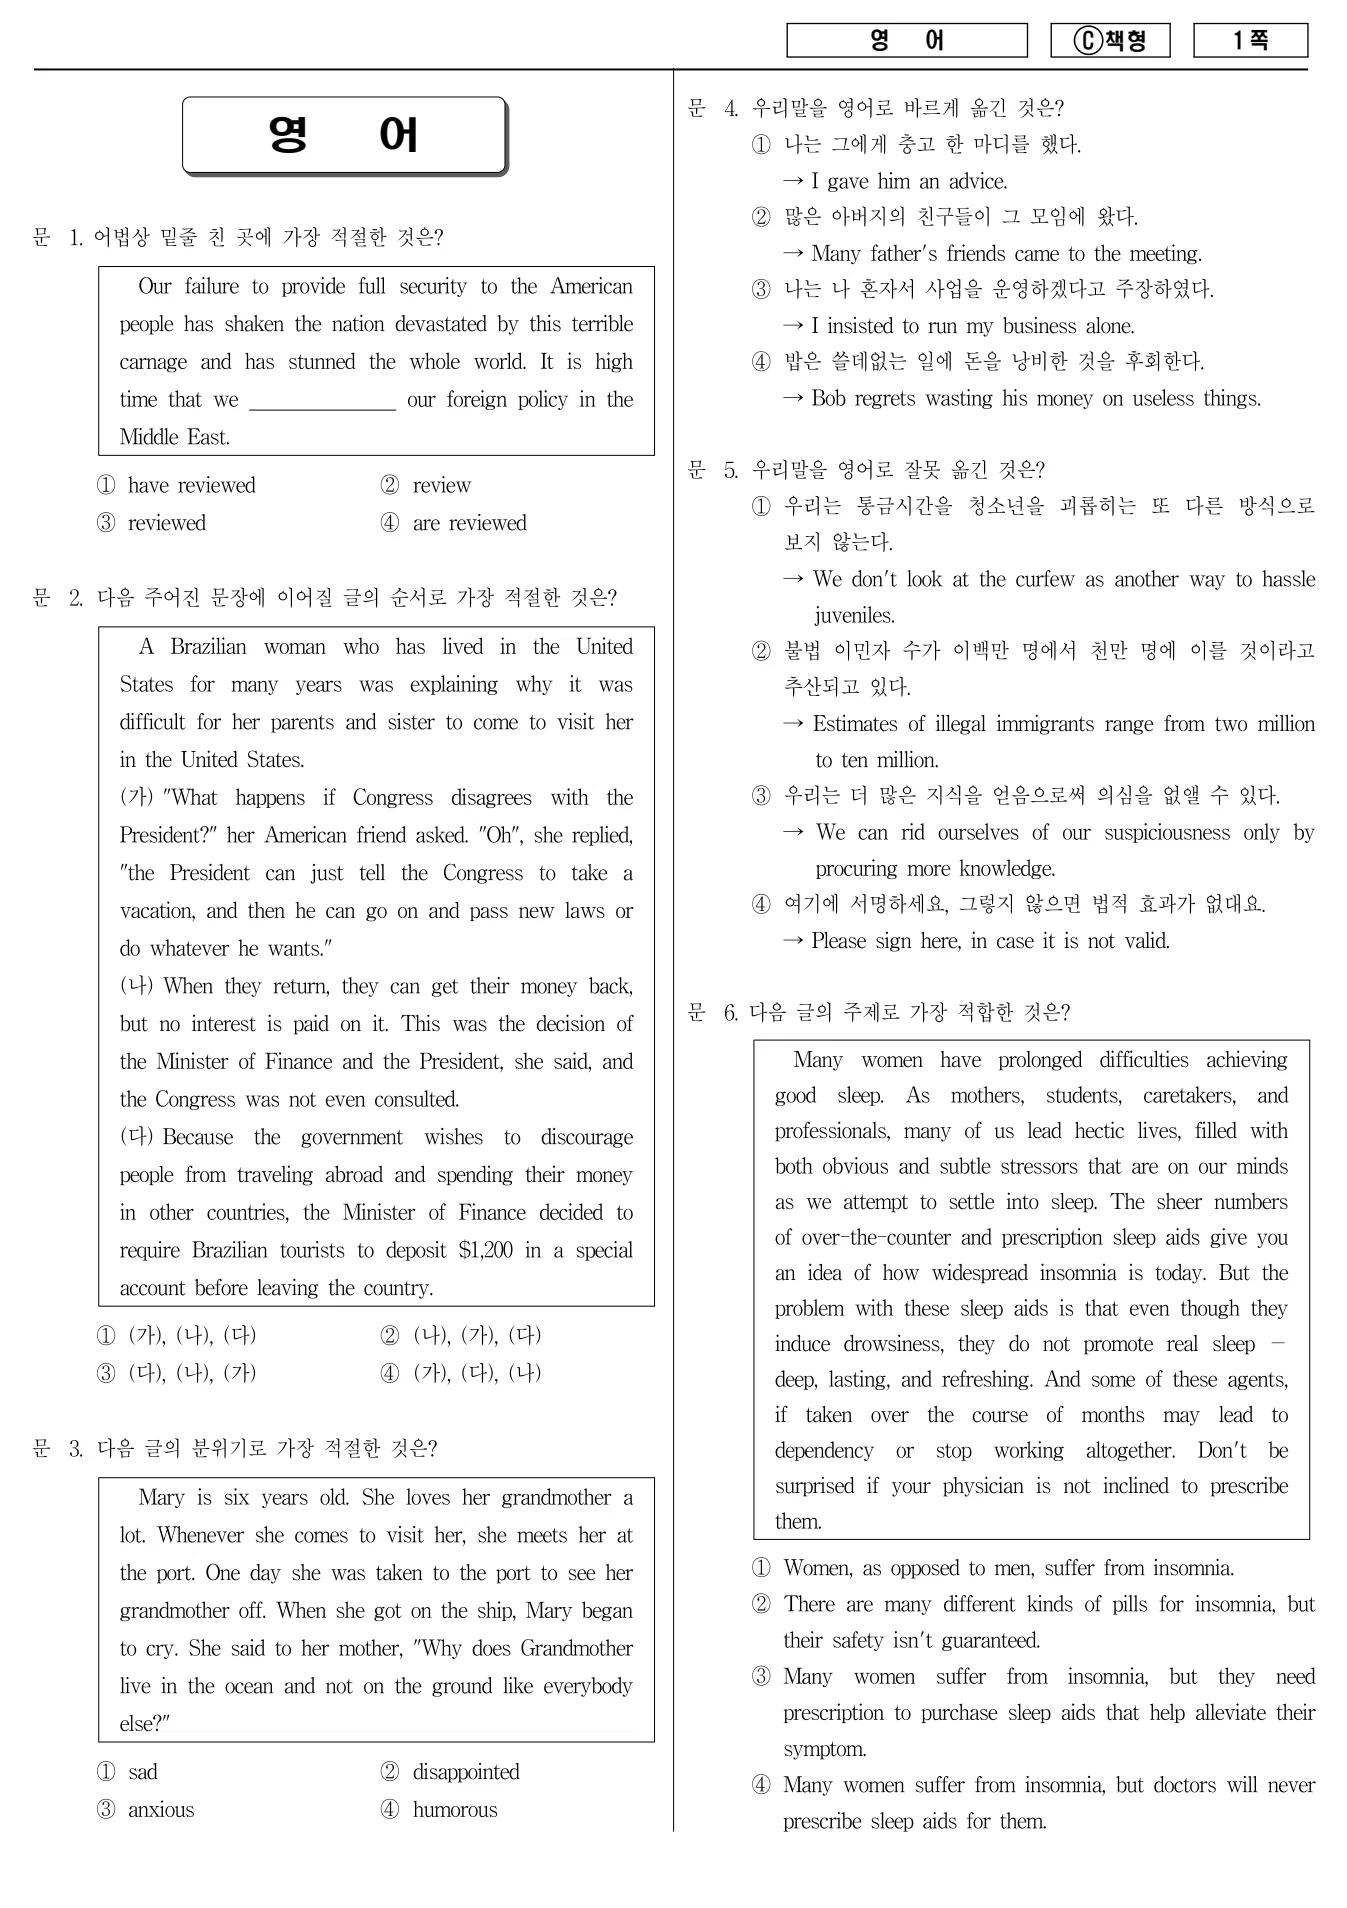 영 어
Ⓒ책형
1 쪽
영 어
문 1. 어법상 밑줄 친 곳에 가장 적절한 것은?
Our failure to provide full security to the American
people has shaken the nation devastated by this terrible
carnage and has stunned the whole world. It is high
time that we ______________ our foreign policy in the
Middle East.
① have reviewed ② review
③ reviewed ④ are reviewed
문 2. 다음 주어진 문장에 이어질 글의 순서로 가장 적절한 것은?
A Brazilian woman who has lived in the United
States for many years was explaining why it was
difficult for her parents and sister to come to visit her
in the United States.
(가) "What happens if Congress disagrees with the
President?" her American friend asked. "Oh", she replied,
"the President can just tell the Congress to take a
vacation, and then he can go on and pass new laws or
do whatever he wants."
(나) When they return, they can get their money back,
but no interest is paid on it. This was the decision of
the Minister of Finance and the President, she said, and
the Congress was not even consulted.
(다) Because the government wishes to discourage
people from traveling abroad and spending their money
in other countries, the Minister of Finance decided to
require Brazilian tourists to deposit $1,200 in a special
account before leaving the country.
① (가), (나), (다) ② (나), (가), (다)
③ (다), (나), (가) ④ (가), (다), (나)
문 3. 다음 글의 분위기로 가장 적절한 것은?
Mary is six years old. She loves her grandmother a
lot. Whenever she comes to visit her, she meets her at
the port. One day she was taken to the port to see her
grandmother off. When she got on the ship, Mary began
to cry. She said to her mother, "Why does Grandmother
live in the ocean and not on the ground like everybody
else?"
① sad ② disappointed
③ anxious ④ humorous
문 4. 우리말을 영어로 바르게 옮긴 것은?
① 나는 그에게 충고 한 마디를 했다.
→ I gave him an advice.
② 많은 아버지의 친구들이 그 모임에 왔다.
→ Many father's friends came to the meeting.
③ 나는 나 혼자서 사업을 운영하겠다고 주장하였다.
→ I insisted to run my business alone.
④ 밥은 쓸데없는 일에 돈을 낭비한 것을 후회한다.
→ Bob regrets wasting his money on useless things.
문 5. 우리말을 영어로 잘못 옮긴 것은?
① 우리는 통금시간을 청소년을 괴롭히는 또 다른 방식으로
보지 않는다.
→ We don't look at the curfew as another way to hassle
juveniles.
② 불법 이민자 수가 이백만 명에서 천만 명에 이를 것이라고
추산되고 있다.
→ Estimates of illegal immigrants range from two million
to ten million.
③ 우리는 더 많은 지식을 얻음으로써 의심을 없앨 수 있다.
→ We can rid ourselves of our suspiciousness only by
procuring more knowledge.
④ 여기에 서명하세요, 그렇지 않으면 법적 효과가 없대요.
→ Please sign here, in case it is not valid.
문 6. 다음 글의 주제로 가장 적합한 것은?
Many women have prolonged difficulties achieving
good sleep. As mothers, students, caretakers, and
professionals, many of us lead hectic lives, filled with
both obvious and subtle stressors that are on our minds
as we attempt to settle into sleep. The sheer numbers
of over-the-counter and prescription sleep aids give you
an idea of how widespread insomnia is today. But the
problem with these sleep aids is that even though they
induce drowsiness, they do not promote real sleep －
deep, lasting, and refreshing. And some of these agents,
if taken over the course of months may lead to
dependency or stop working altogether. Don't be
surprised if your physician is not inclined to prescribe
them.
① Women, as opposed to men, suffer from insomnia.
② There are many different kinds of pills for insomnia, but
their safety isn't guaranteed.
③ Many women suffer from insomnia, but they need
prescription to purchase sleep aids that help alleviate their
symptom.
④ Many women suffer from insomnia, but doctors will never
prescribe sleep aids for them.